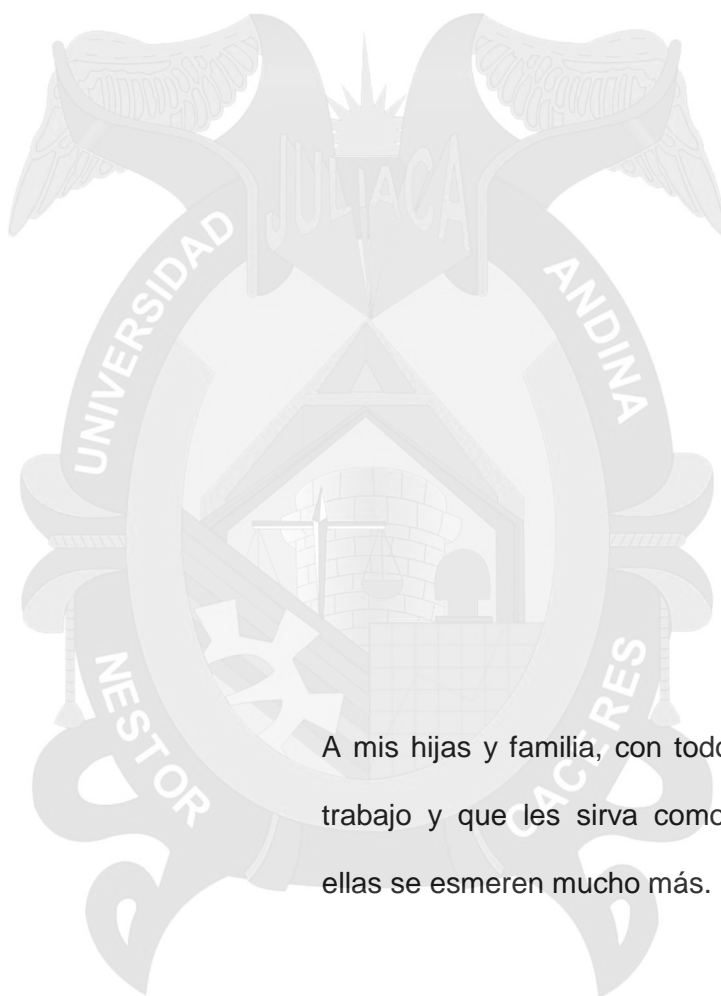 JULIACA
UNIVERSIDAD
ANDINA
NESTOR
CACERES
A mis hijas y familia, con todo
trabajo y que les sirva como
ellas se esmeren mucho más.